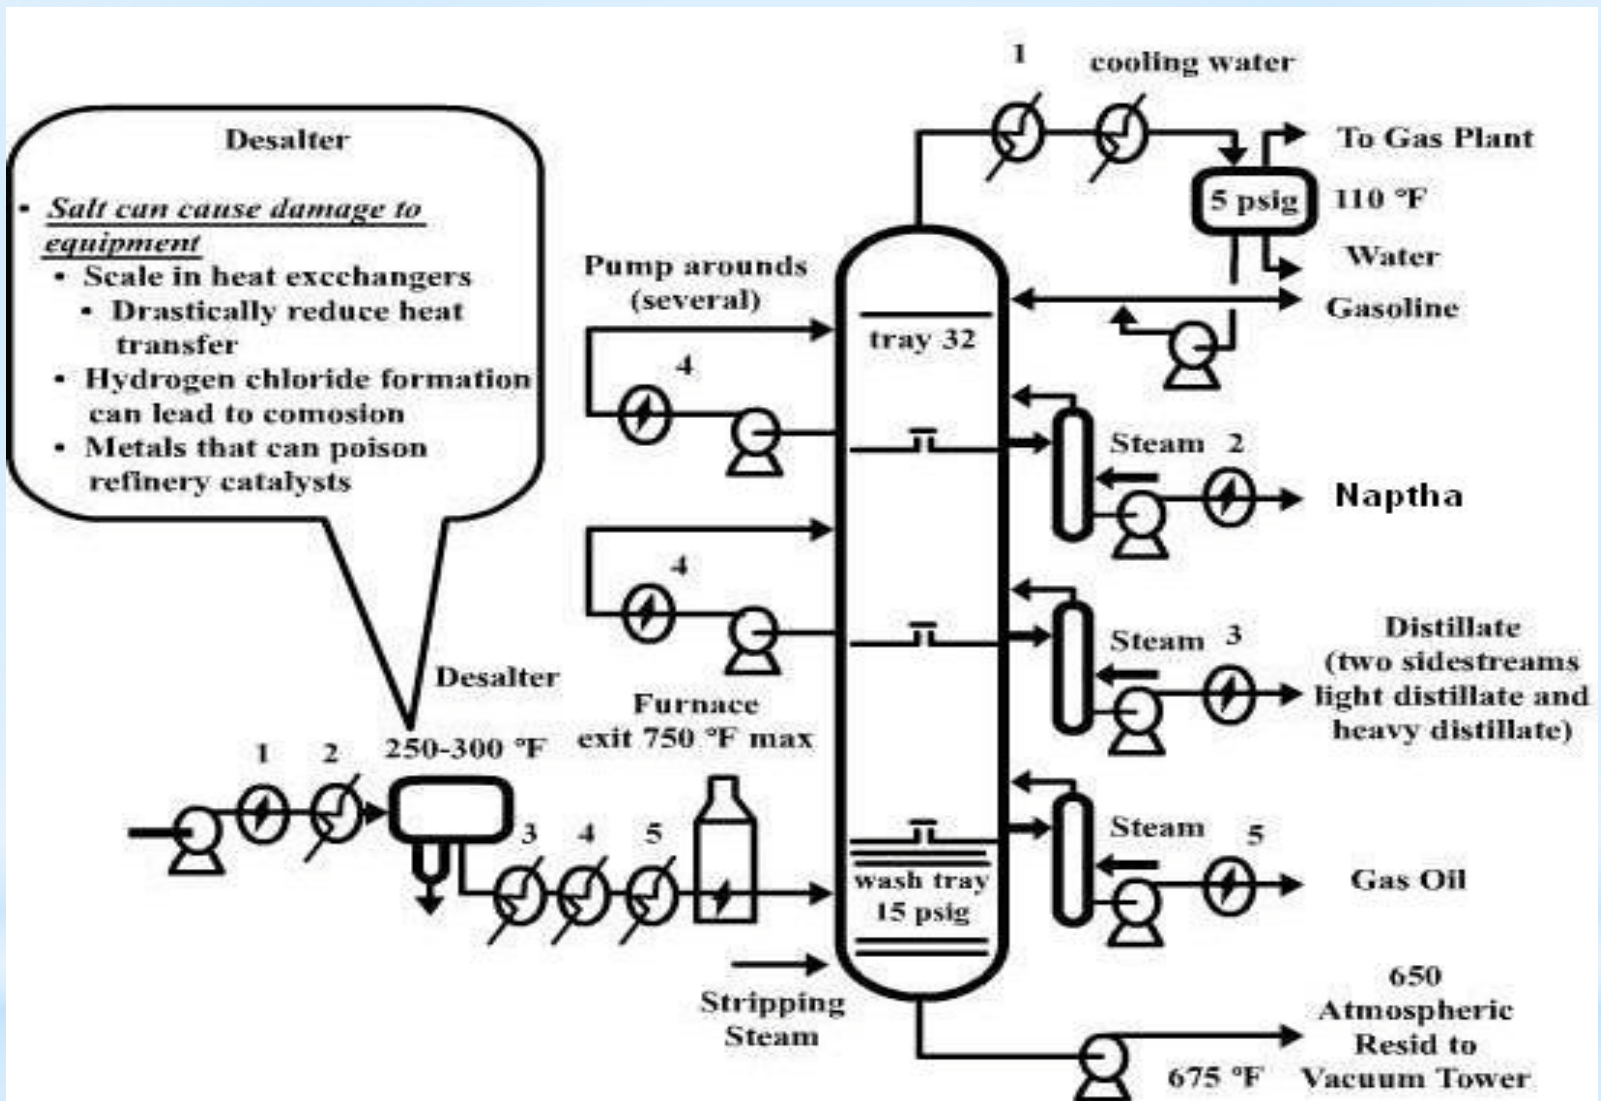 Desalter
• Salt can cause damage to
equipment
• Scale in heat excchangers
• Drastically reduce heat
transfer
• Hydrogen chloride formation
can lead to comosion
• Metals that can poison
refinery catalysts
1
cooling water
To Gas Plant
5 psig
110 °F
Water
Gasoline
Pump arounds
(several)
tray 32
4
Steam 2
Naptha
4
Steam 3
Distillate
(two sidestreams
light distillate and
heavy distillate)
Desalter
250-300 °F
Furnace
exit 750 °F max
1
2
3
4
5
wash tray
15 psig
Steam
5
Gas Oil
Stripping
Steam
650
Atmospheric
Resid to
Vacuum Tower
675 °F